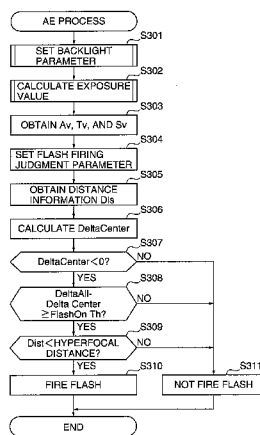 AE PROCESS
S301
SET BACKLIGHT
PARAMETER
S302
CALCULATE EXPOSURE
VALUE
S303
OBTAIN Av, Tv, AND Sv
S304
SET FLASH FIRING
JUDGMENT PARAMETER
S305
OBTAIN DISTANCE
INFORMATION DIs
S306
CALCULATE DeltaCenter
S307
DeltaCenter<0?
NO
YES
S308
DeltaAll-
Delta Center
≧FlashOn Th?
NO
YES
S309
Dist<HYPERFOCAL
DISTANCE?
NO
YES
S310
S311
FIRE FLASH
NOT FIRE FLASH
END